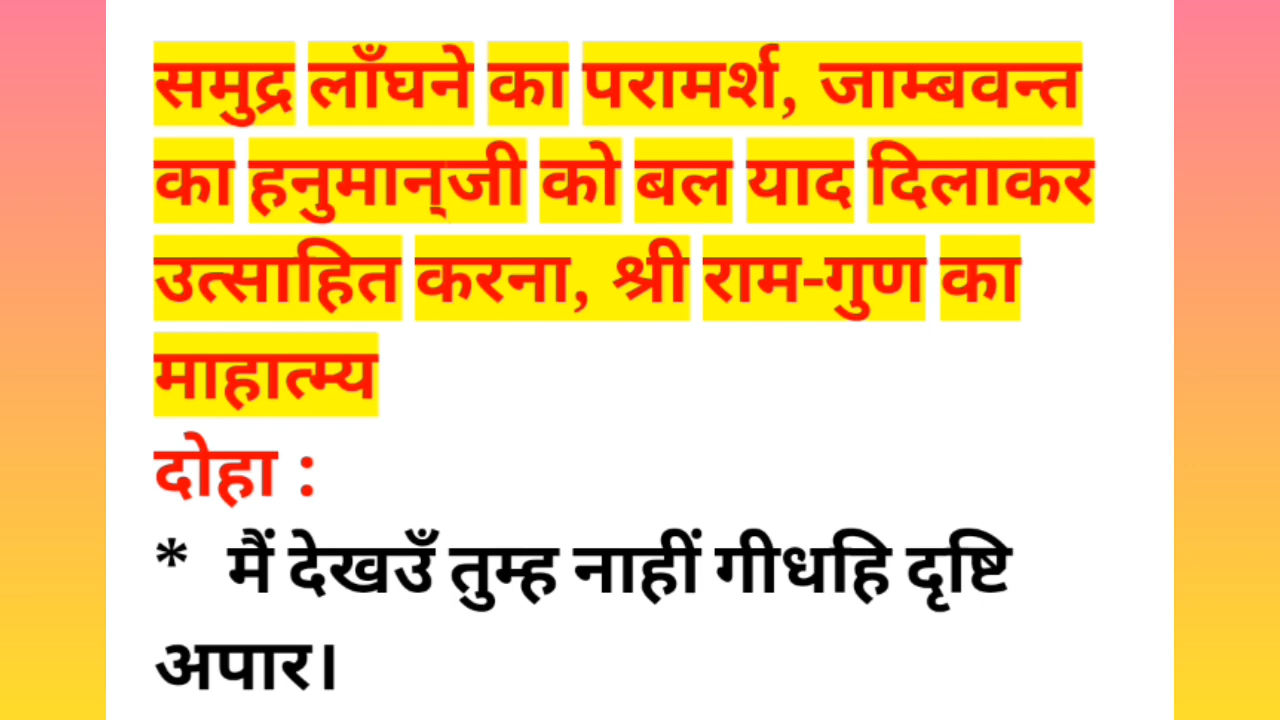 समुद्र लाँघने का परामर्श, जाम्बवन्त
का हनुमान्‌जी को बल याद दिलाकर
उत्साहित करना, श्री राम-गुण का
माहात्म्य
दोहा :
* मैं देखउँ तुम्ह नाहीं गीधहि दृष्टि
अपार।